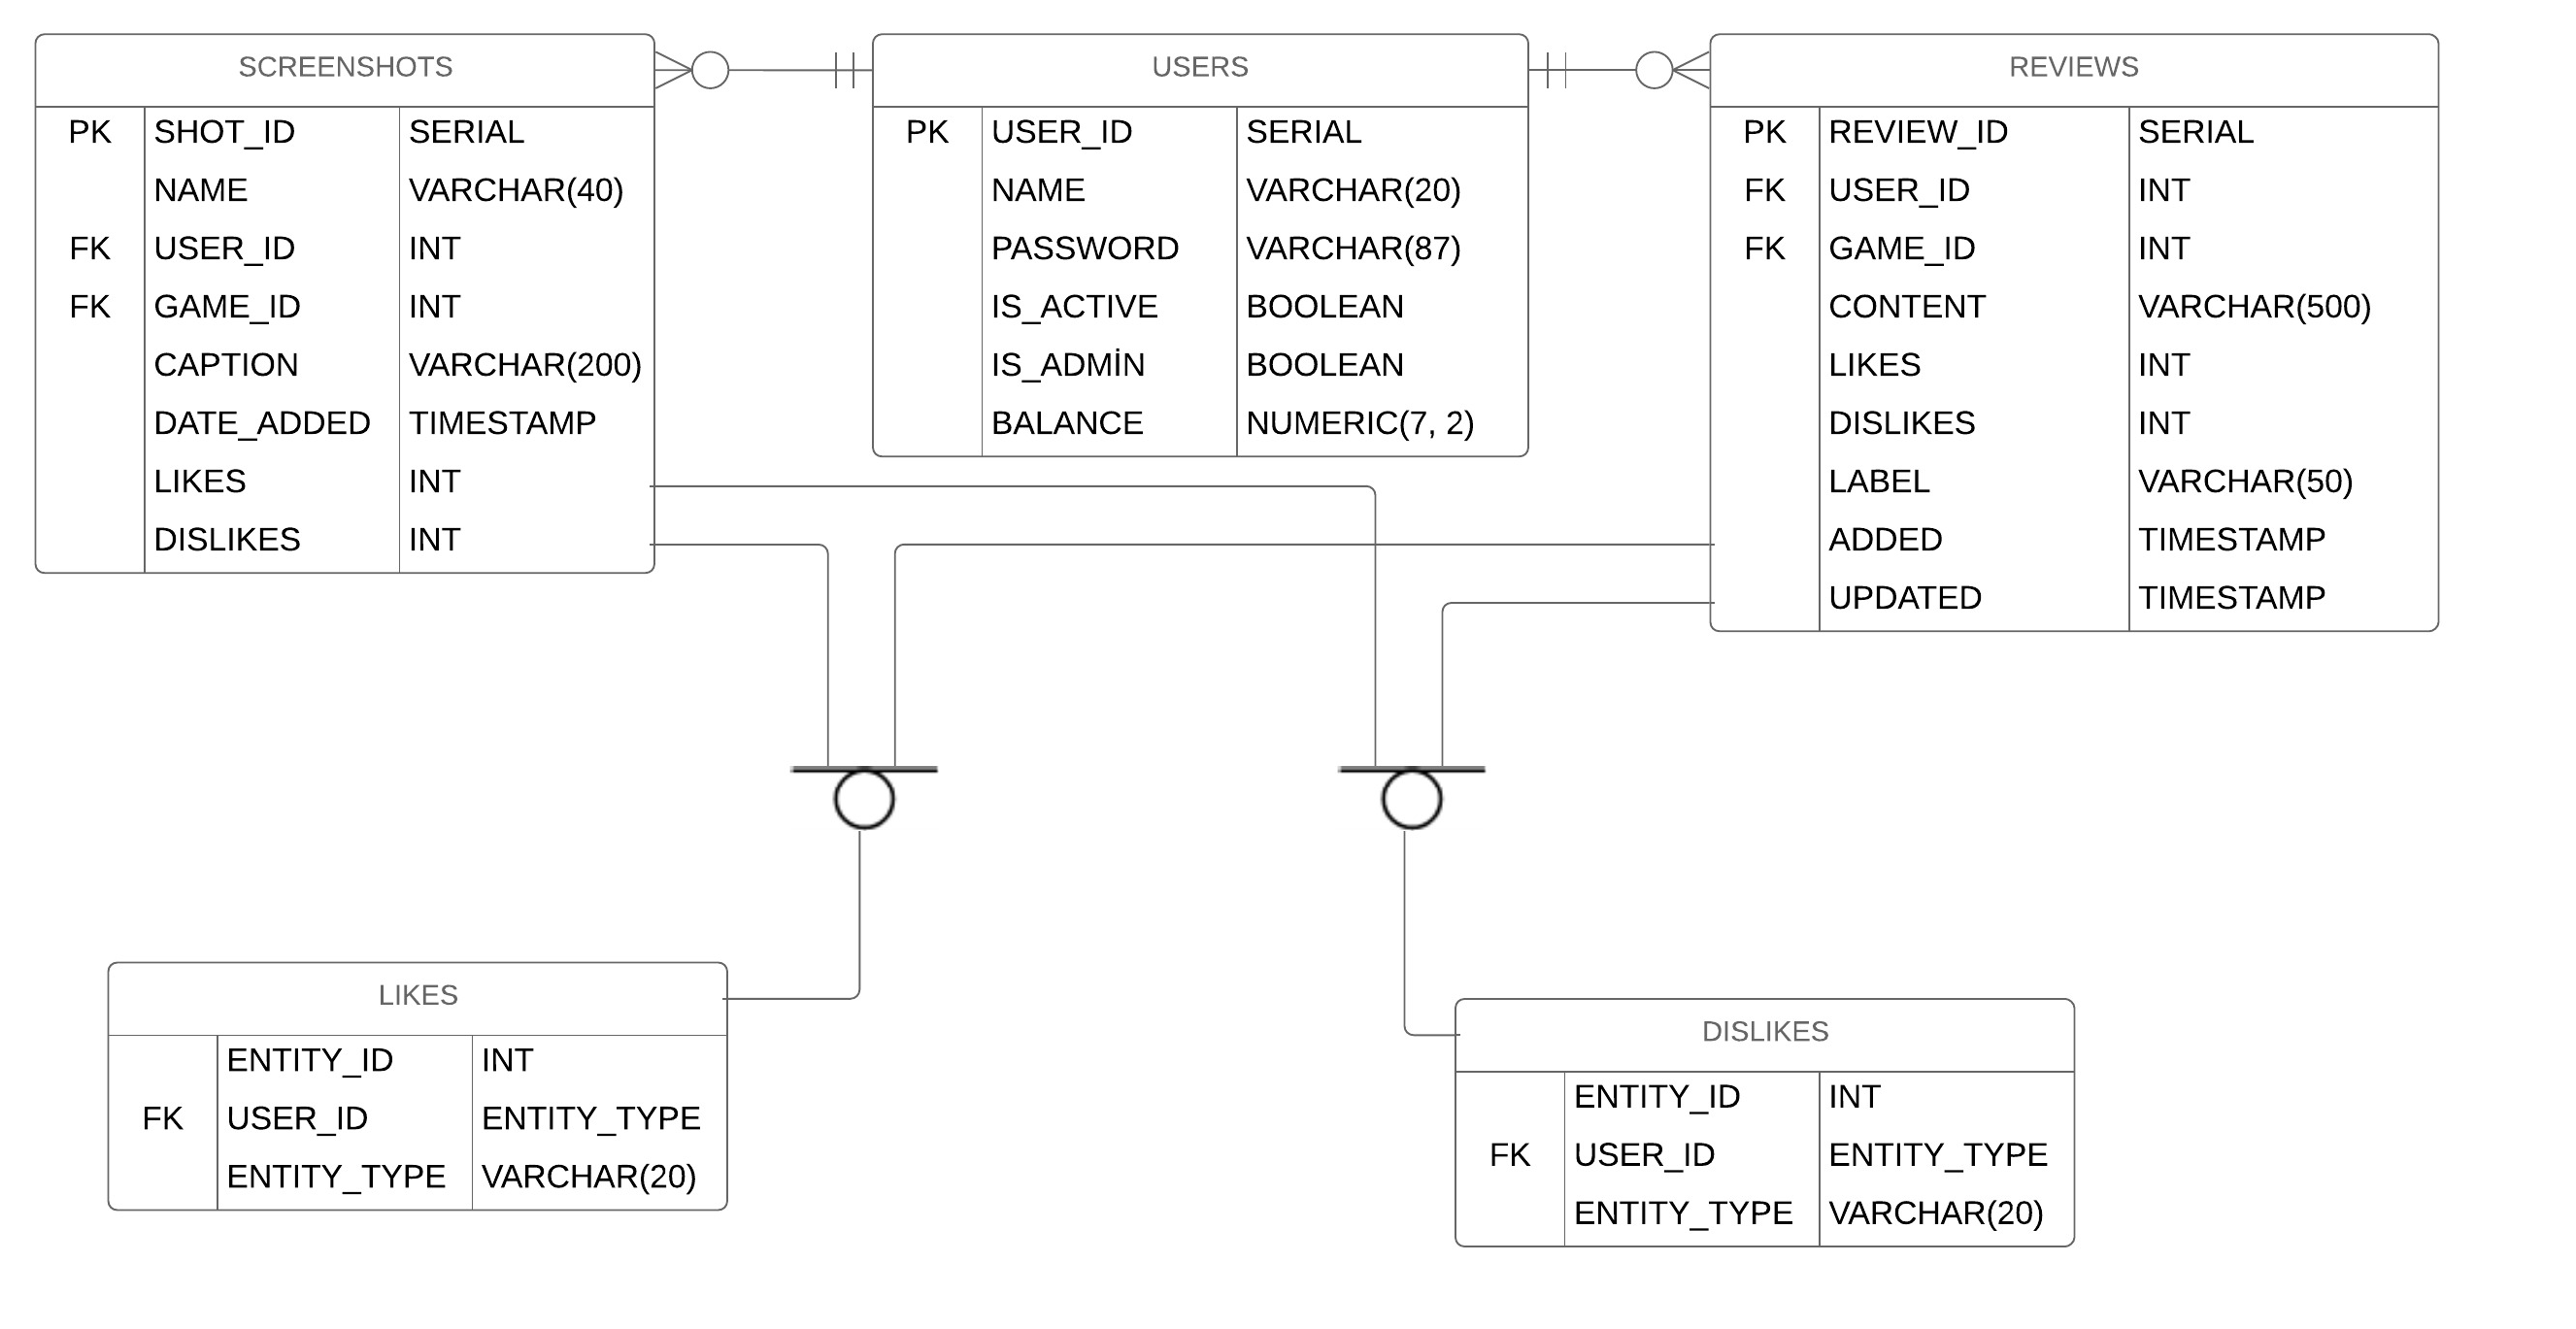 SCREENSHOTS
PK SHOT_ID SERIAL
NAME VARCHAR(40)
FK USER_ID INT
FK GAME_ID INT
CAPTION VARCHAR(200)
DATE_ADDED TIMESTAMP
LIKES INT
DISLIKES INT
USERS
PK USER_ID SERIAL
NAME VARCHAR(20)
PASSWORD VARCHAR(87)
IS_ACTIVE BOOLEAN
IS_ADMİN BOOLEAN
BALANCE NUMERIC(7, 2)
REVIEWS
PK REVIEW_ID SERIAL
FK USER_ID INT
FK GAME_ID INT
CONTENT VARCHAR(500)
LIKES INT
DISLIKES INT
LABEL VARCHAR(50)
ADDED TIMESTAMP
UPDATED TIMESTAMP
LIKES
ENTITY_ID INT
FK USER_ID ENTITY_TYPE
ENTITY_TYPE VARCHAR(20)
DISLIKES
ENTITY_ID INT
FK USER_ID ENTITY_TYPE
ENTITY_TYPE VARCHAR(20)